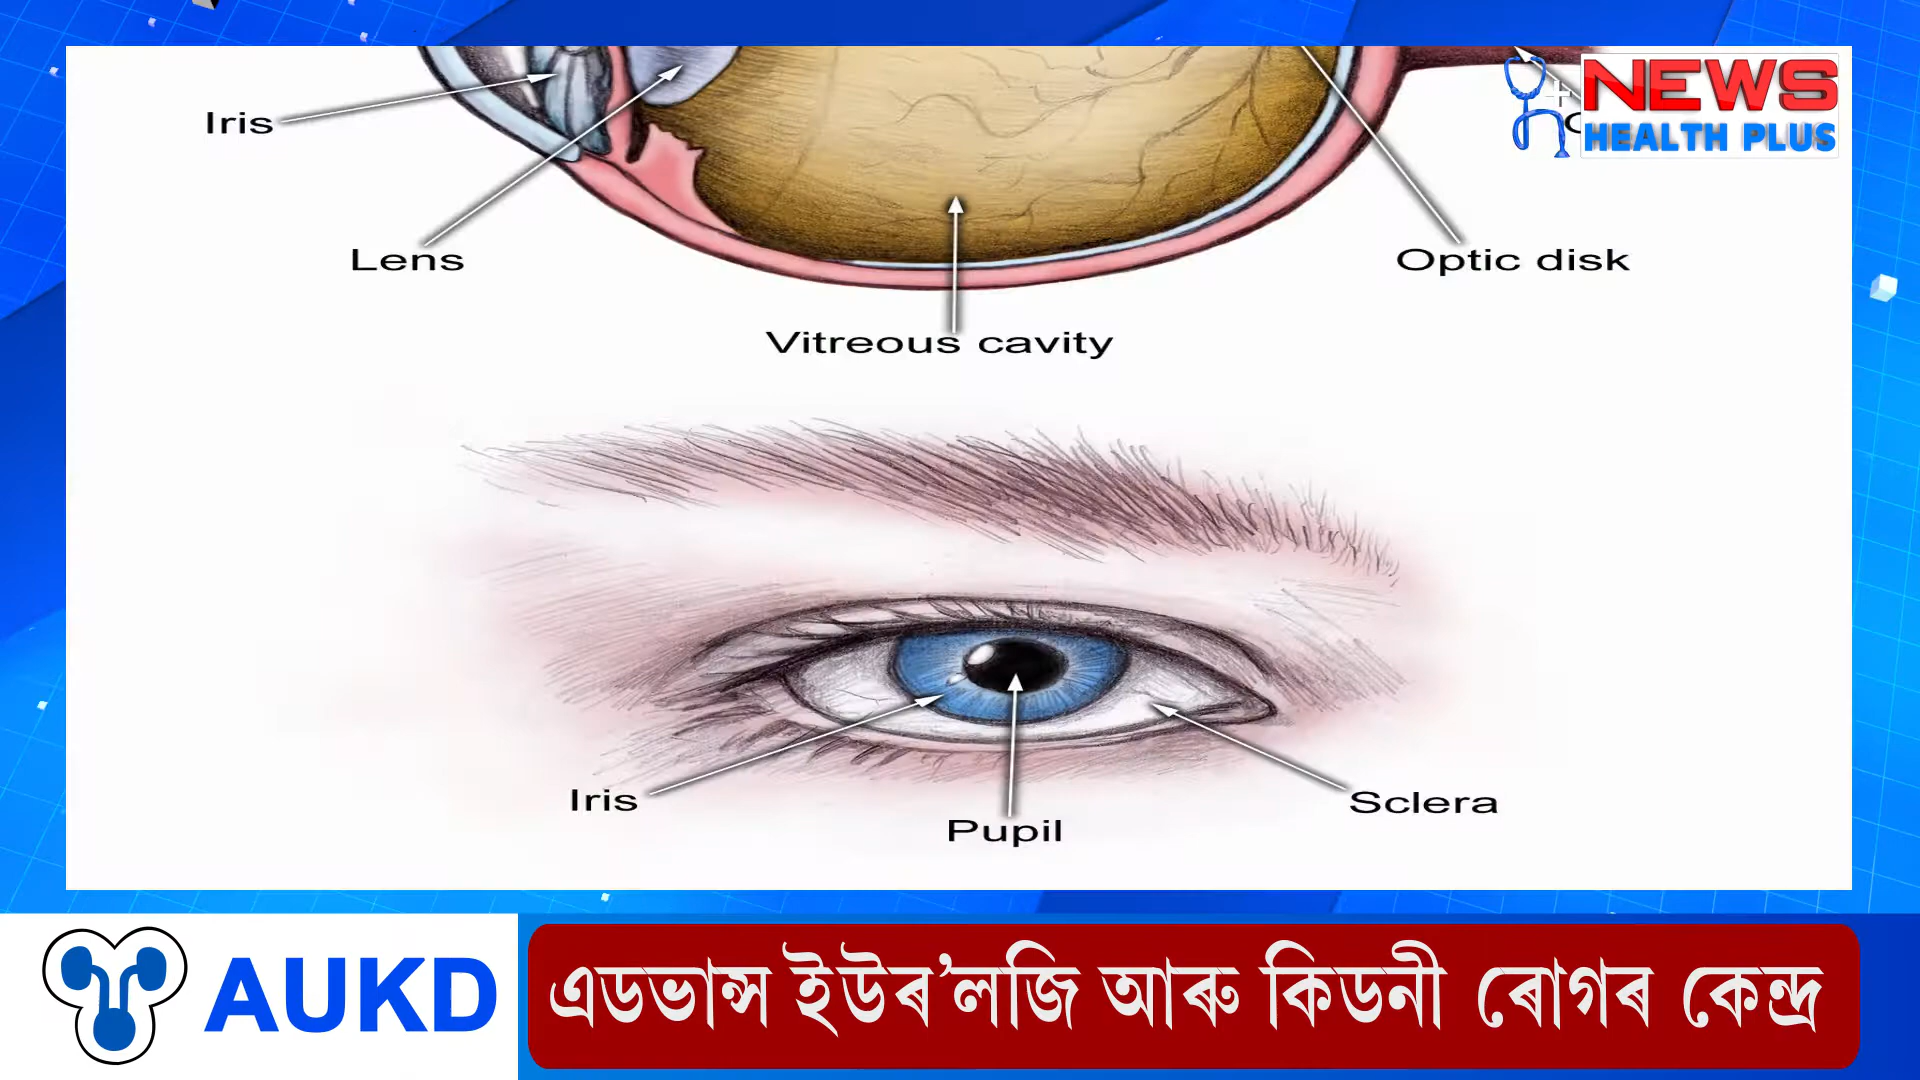 Iris
NEWS
HEALTH PLUS
Lens
Optic disk
Vitreous cavity
Iris
Sclera
Pupil
AUKD
এডভান্স ইউৰ'লজি আৰু কিডনী ৰোগৰ কেন্দ্ৰ